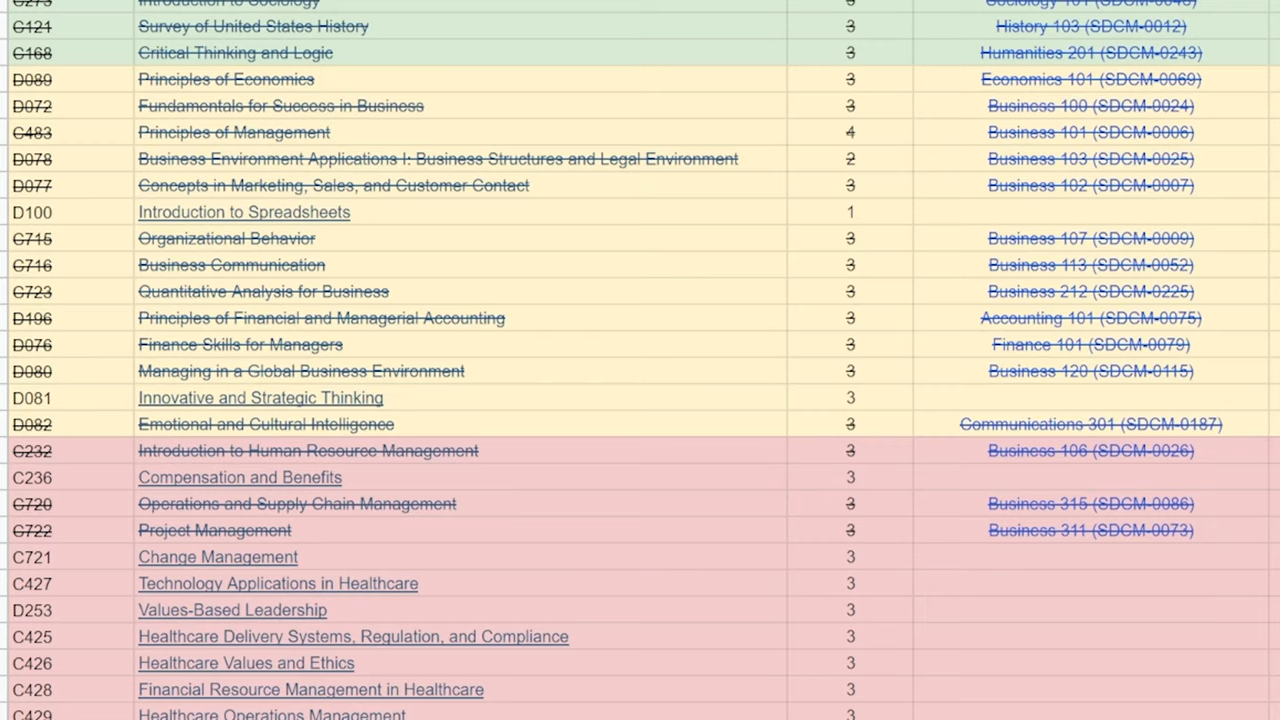 C273 Introduction to Sociology 3 Sociology 101 (SDCM-0040)
C121 Survey of United States History 3 History 103 (SDCM-0012)
C168 Critical Thinking and Logic 3 Humanities 201 (SDCM-0243)
D089 Principles of Economics 3 Economics 101 (SDCM-0069)
D072 Fundamentals for Success in Business 3 Business 100 (SDCM-0024)
C483 Principles of Management 4 Business 101 (SDCM-0006)
D078 Business Environment Applications I: Business Structures and Legal Environment 2 Business 103 (SDCM-0025)
D077 Concepts in Marketing, Sales, and Customer Contact 3 Business 102 (SDCM-0007)
D100 Introduction to Spreadsheets 1
C715 Organizational Behavior 3 Business 107 (SDCM-0009)
C716 Business Communication 3 Business 113 (SDCM-0052)
C723 Quantitative Analysis for Business 3 Business 212 (SDCM-0225)
D196 Principles of Financial and Managerial Accounting 3 Accounting 101 (SDCM-0075)
D076 Finance Skills for Managers 3 Finance 101 (SDCM-0079)
D080 Managing in a Global Business Environment 3 Business 120 (SDCM-0115)
D081 Innovative and Strategic Thinking 3
D082 Emotional and Cultural Intelligence 3 Communications 301 (SDCM-0187)
C232 Introduction to Human Resource Management 3 Business 106 (SDCM-0026)
C236 Compensation and Benefits 3
C720 Operations and Supply Chain Management 3 Business 315 (SDCM-0086)
C722 Project Management 3 Business 311 (SDCM-0073)
C721 Change Management 3
C427 Technology Applications in Healthcare 3
D253 Values-Based Leadership 3
C425 Healthcare Delivery Systems, Regulation, and Compliance 3
C426 Healthcare Values and Ethics 3
C428 Financial Resource Management in Healthcare 3
C429 Healthcare Operations Management 3